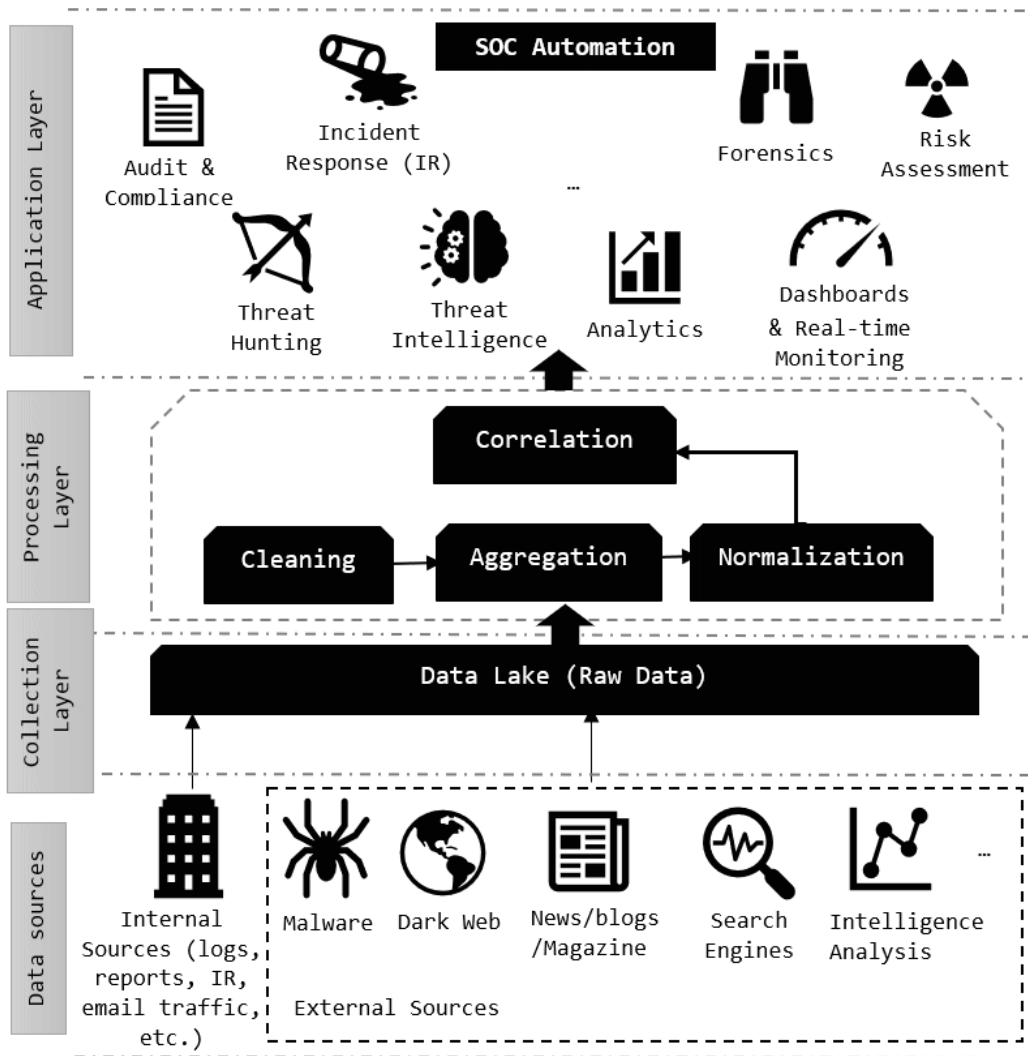 Application Layer
SOC Automation
Audit &
Compliance
Incident
Response (IR)
Forensics
Risk
Assessment
…
Threat
Hunting
Threat
Intelligence
Analytics
Dashboards
& Real-time
Monitoring
Processing
Layer
Correlation
Cleaning
Aggregation
Normalization
Collection
Layer
Data Lake (Raw Data)
Data sources
Internal
Sources (logs,
reports, IR,
email traffic,
etc.)
Malware
Dark Web
News/blogs
/Magazine
Search
Engines
Intelligence
Analysis
…
External Sources